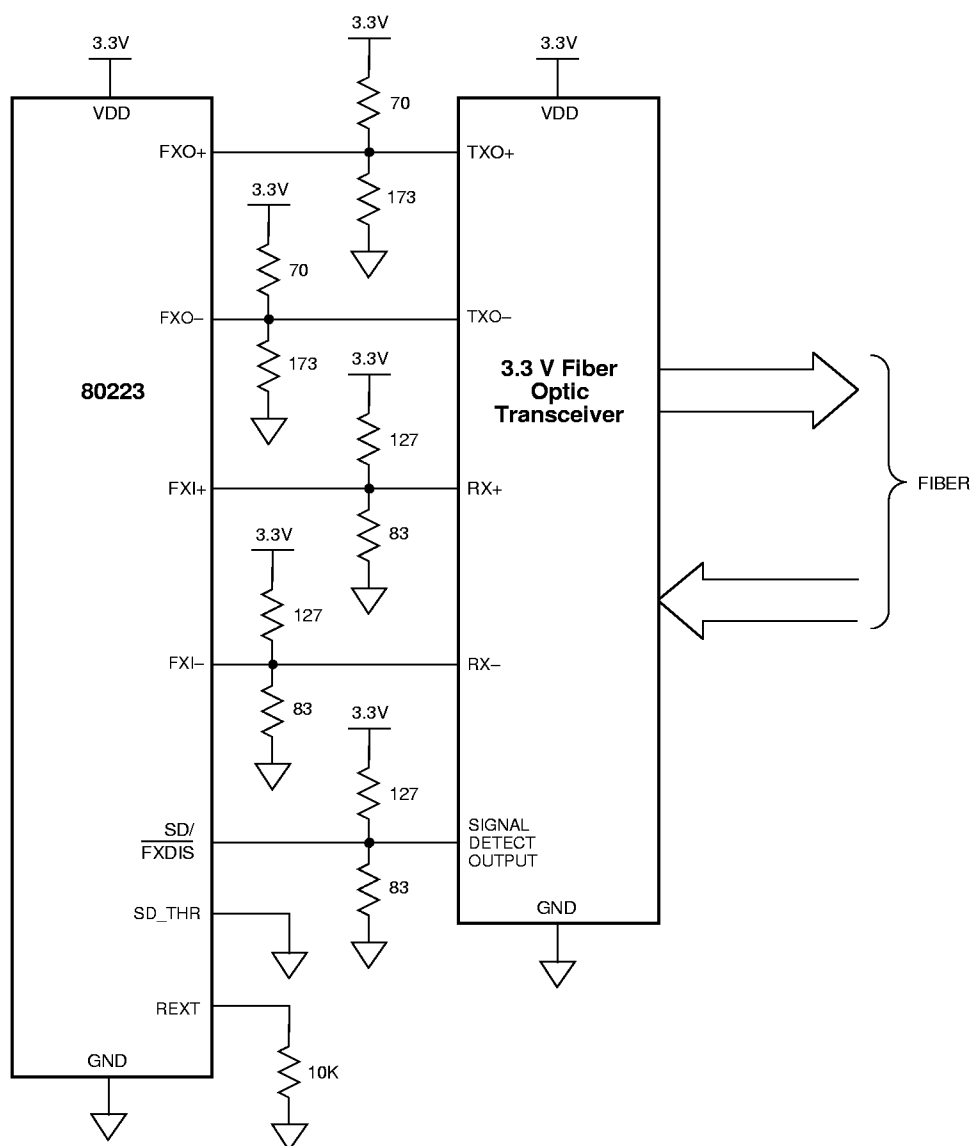 3.3V
3.3V
3.3V
VDD
VDD
70
FXO+
TXO+
3.3V
173
70
FXO–
TXO–
173
3.3V
80223
3.3 V Fiber
Optic
Transceiver
127
FXI+
RX+
FIBER
3.3V
83
127
FXI–
RX–
83
3.3V
127
SD/
FXDIS
SIGNAL
DETECT
OUTPUT
83
SD_THR
GND
REXT
GND
10K